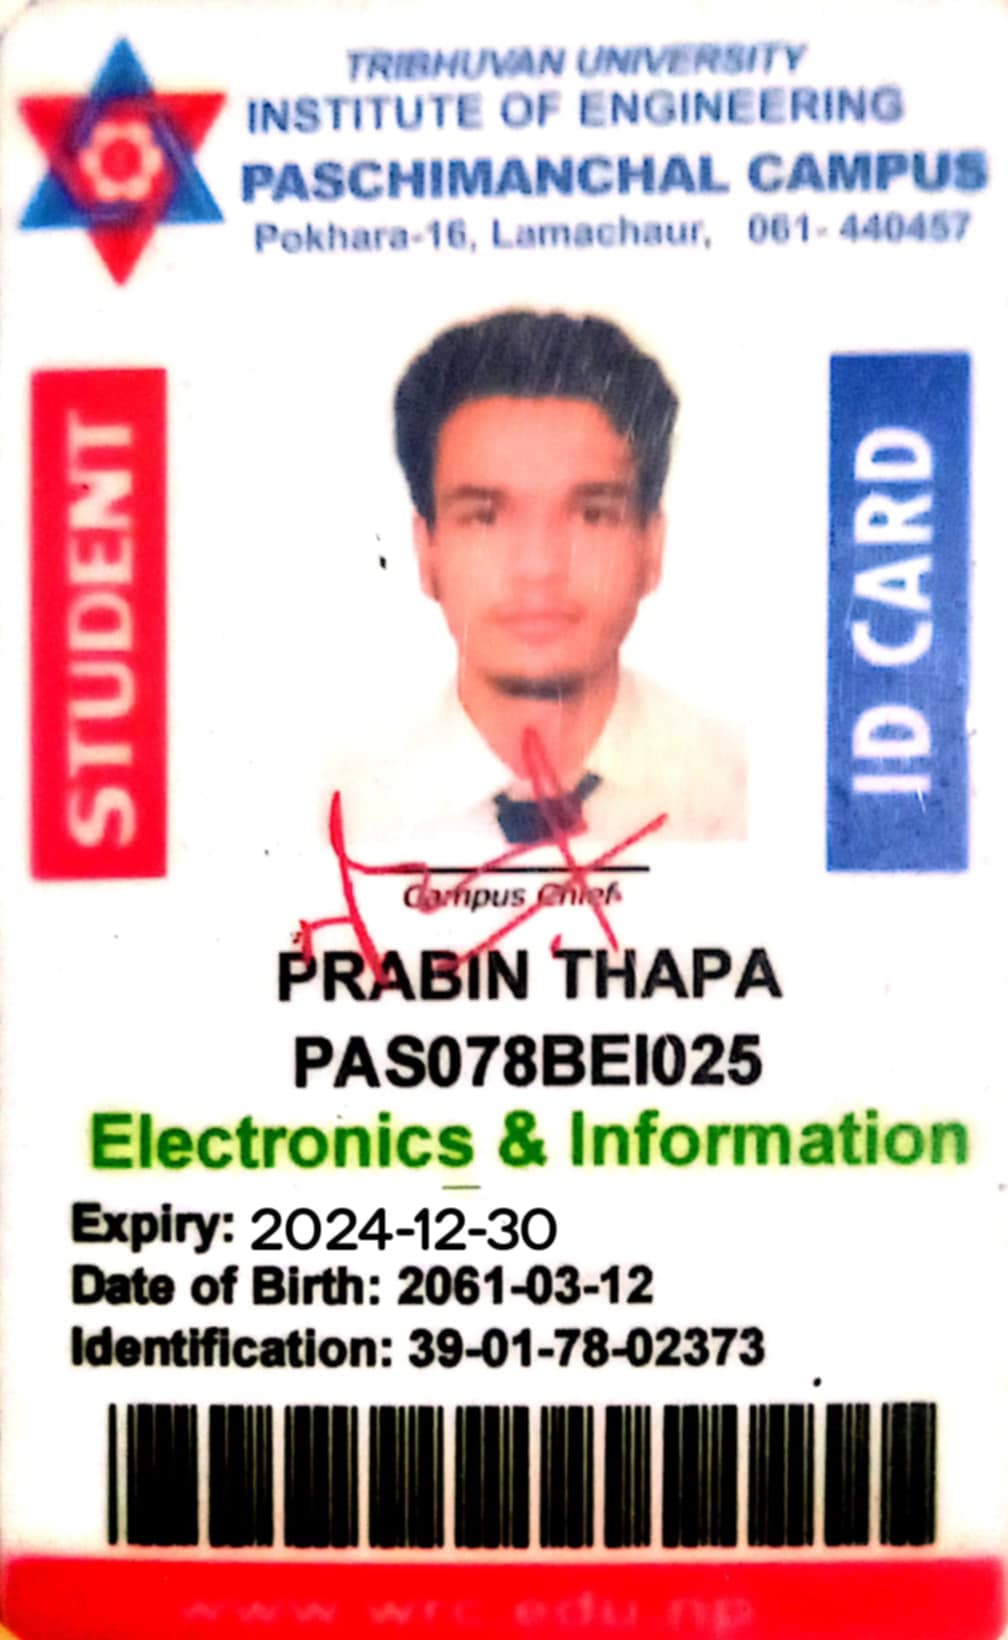 TRIBHUVAN UNIVERSITY
INSTITUTE OF ENGINEERING
PASCHIMANCHAL CAMPUS
Pokhara-16, Lamachaur, 061- 440457
STUDENT
ID CARD
Campus Chief
PRABIN THAPA
PAS078BEI025
Electronics & Information
Expiry: 2024-12-30
Date of Birth: 2061-03-12
Identification: 39-01-78-02373
www.wrc.edu.np